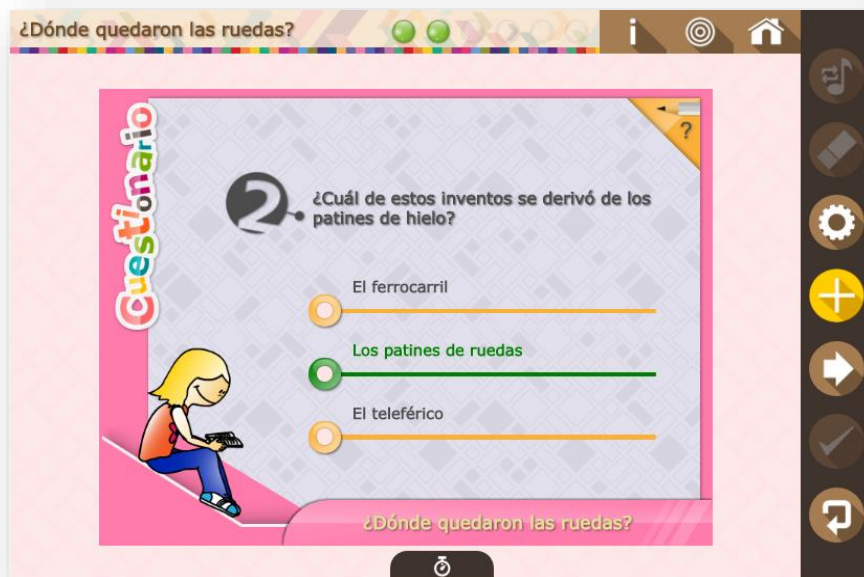 ¿Dónde quedaron las ruedas?
i
Cuestionario
?
2
¿Cuál de estos inventos se derivó de los
patines de hielo?
El ferrocarril
Los patines de ruedas
El teleférico
¿Dónde quedaron las ruedas?